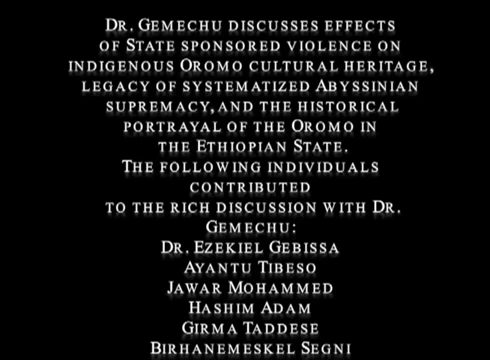 DR. GEMECHU DISCUSSES EFFECTS
OF STATE SPONSORED VIOLENCE ON
INDIGENOUS OROMO CULTURAL HERITAGE,
LEGACY OF SYSTEMATIZED ABYSSINIAN
SUPREMACY, AND THE HISTORICAL
PORTRAYAL OF THE OROMO IN
THE ETHIOPIAN STATE.
THE FOLLOWING INDIVIDUALS
CONTRIBUTED
TO THE RICH DISCUSSION WITH DR.
GEMECHU:
DR. EZEKIEL GEBISSA
AYANTU TIBESO
JAWAR MOHAMMED
HASHIM ADAM
GIRMA TADDESE
BIRHANEMESKEL SEGNI